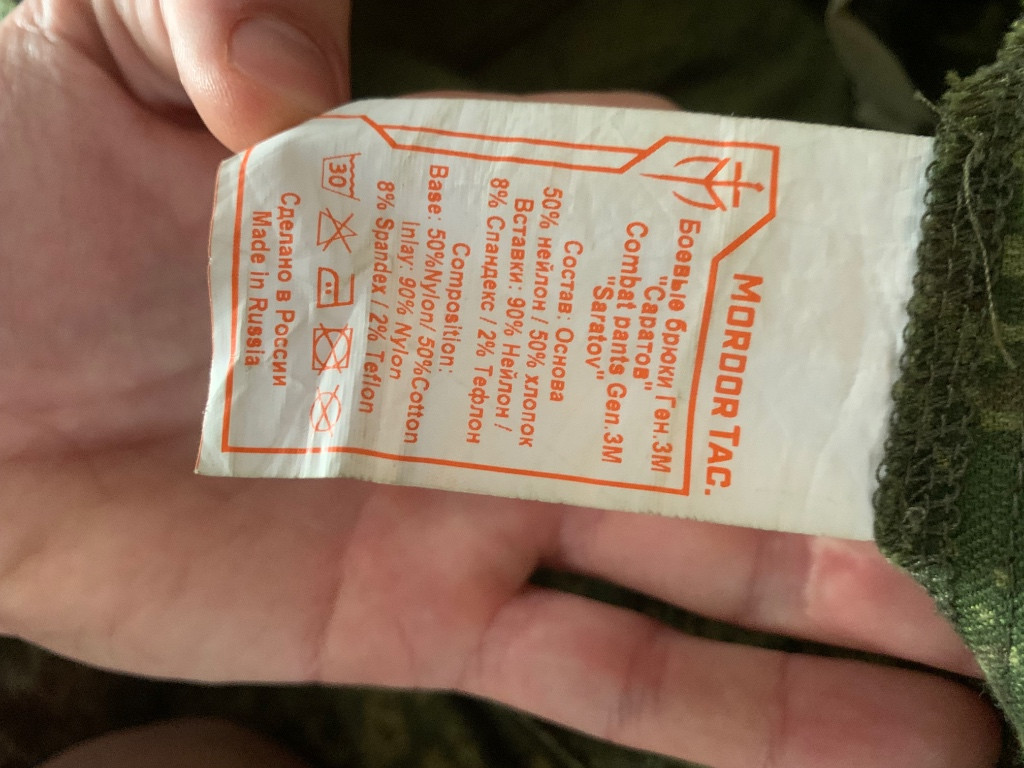 MORDOR TAC.
Боевые брюки Ген.3М
"Саратов"
Combat pants Gen.3M
"Saratov"
Состав: Основа
50% нейлон / 50% хлопок
Вставки: 90% Нейлон /
8% Спандекс / 2% Тефлон
Composition:
Base: 50%Nylon/ 50%Cotton
Inlay: 90% Nylon
8% Spandex / 2% Teflon
30
Сделано в России
Made in Russia